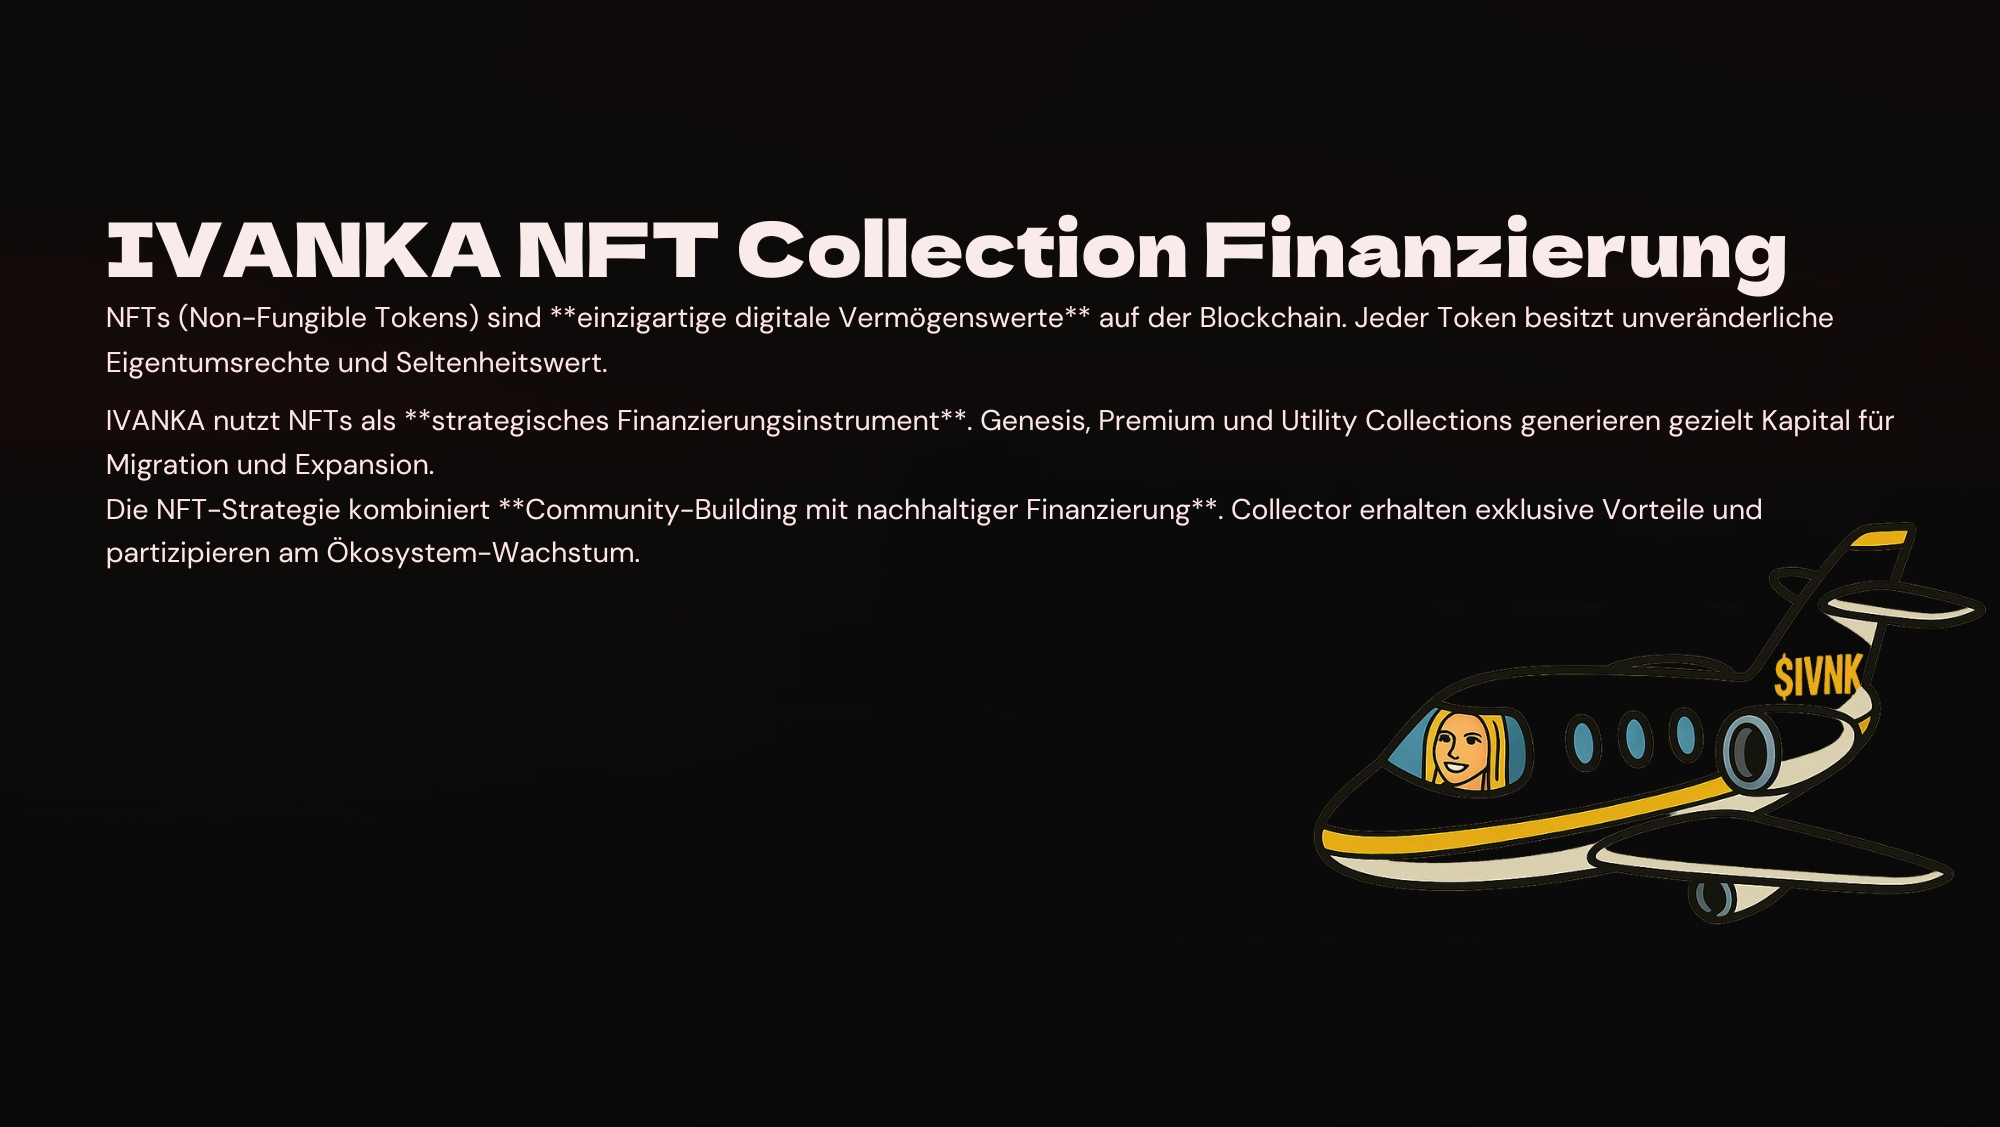 IVANKA NFT Collection Finanzierung
NFTs (Non-Fungible Tokens) sind **einzigartige digitale Vermögenswerte** auf der Blockchain. Jeder Token besitzt unveränderliche
Eigentumsrechte und Seltenheitswert.
IVANKA nutzt NFTs als **strategisches Finanzierungsinstrument**. Genesis, Premium und Utility Collections generieren gezielt Kapital für
Migration und Expansion.
Die NFT-Strategie kombiniert **Community-Building mit nachhaltiger Finanzierung**. Collector erhalten exklusive Vorteile und
partizipieren am Ökosystem-Wachstum.
$IVNK